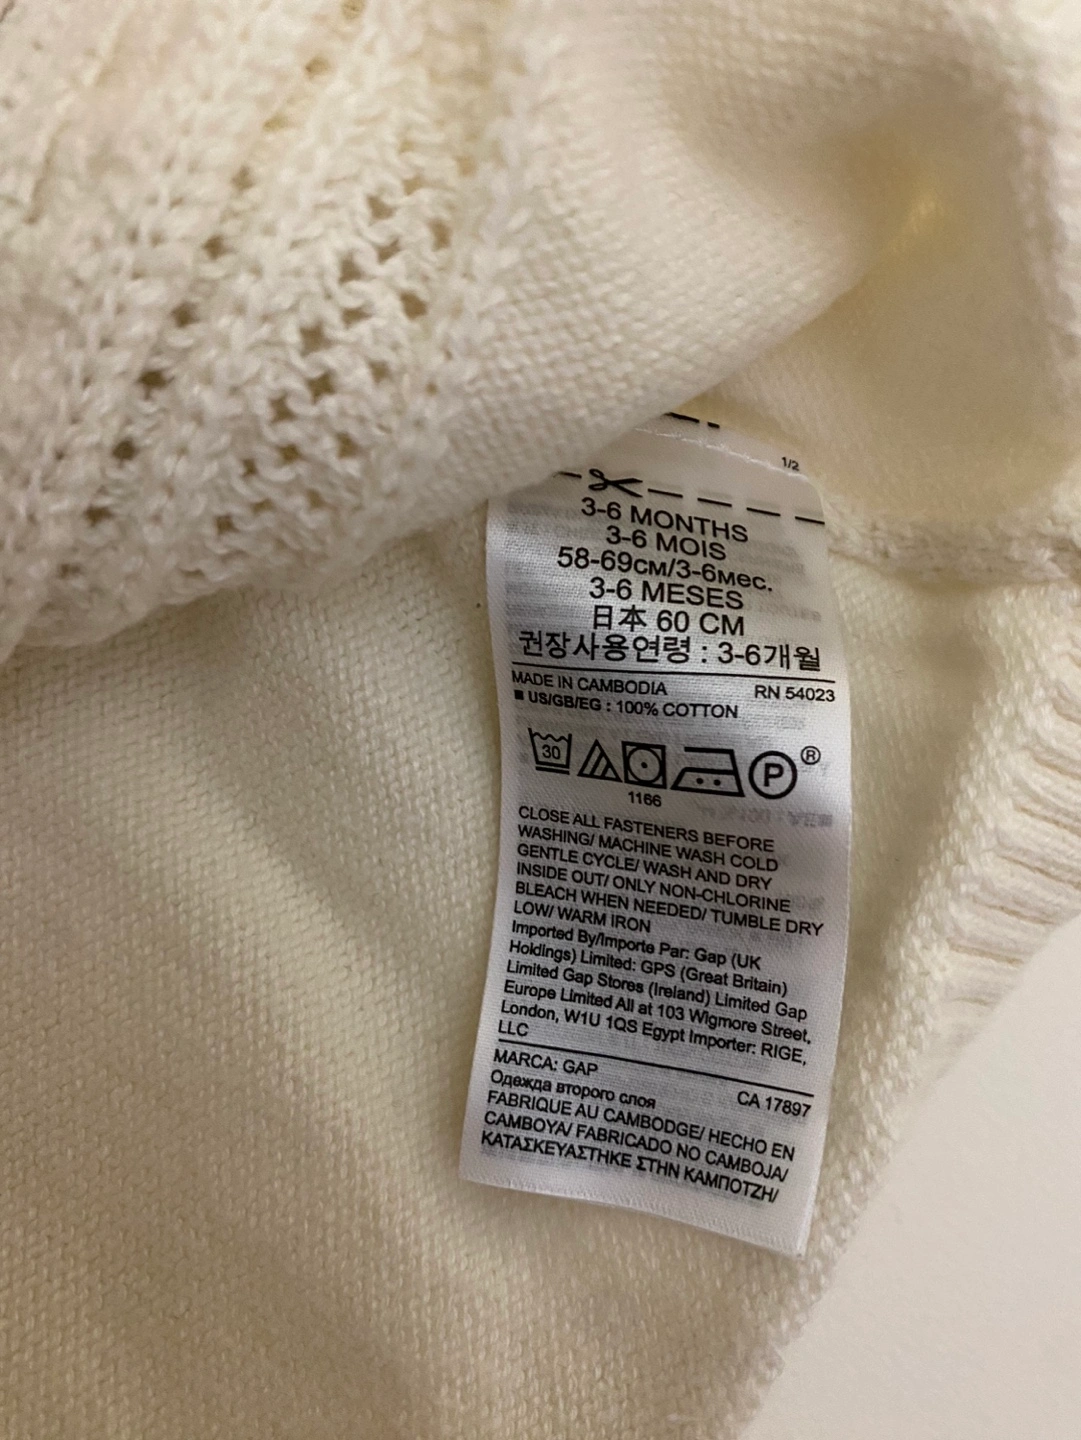 1/2
3-6 MONTHS
3-6 MOIS
58-69см/3-6мес.
3-6 MESES
日本 60 CM
권장사용연령 : 3-6개월
MADE IN CAMBODIA RN 54023
■ US/GB/EG : 100% COTTON
30 P ®
1166
CLOSE ALL FASTENERS BEFORE
WASHING/ MACHINE WASH COLD
GENTLE CYCLE/ WASH AND DRY
INSIDE OUT/ ONLY NON-CHLORINE
BLEACH WHEN NEEDED/ TUMBLE DRY
LOW/ WARM IRON
Imported By/Importe Par: Gap (UK
Holdings) Limited: GPS (Great Britain)
Limited Gap Stores (Ireland) Limited Gap
Europe Limited All at 103 Wigmore Street,
London, W1U 1QS Egypt Importer: RIGE,
LLC
MARCA: GAP CA 17897
Одежда второго слоя
FABRIQUE AU CAMBODGE/ HECHO EN
CAMBOYA/ FABRICADO NO CAMBOJA/
ΚΑΤΑΣΚΕΥΑΣΤΗΚΕ ΣΤΗΝ ΚΑΜΠΟΤΖΗ/